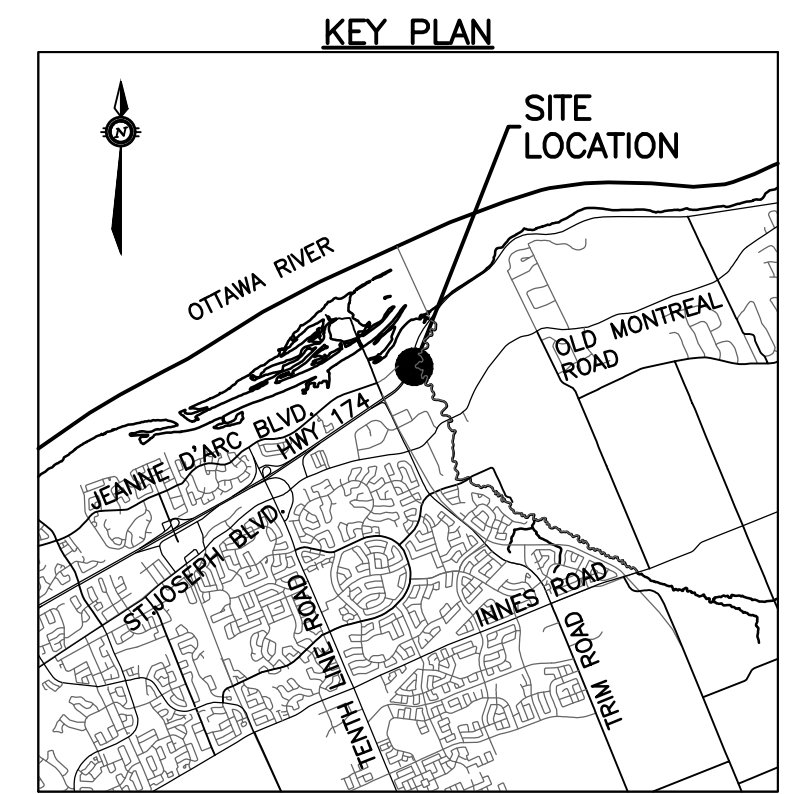 KEY PLAN
N
SITE
LOCATION
OTTAWA RIVER
OLD MONTREAL
ROAD
JEANNE D'ARC BLVD.
HWY 174
ST.JOSEPH BLVD.
TENTH LINE ROAD
INNES ROAD
TRIM ROAD